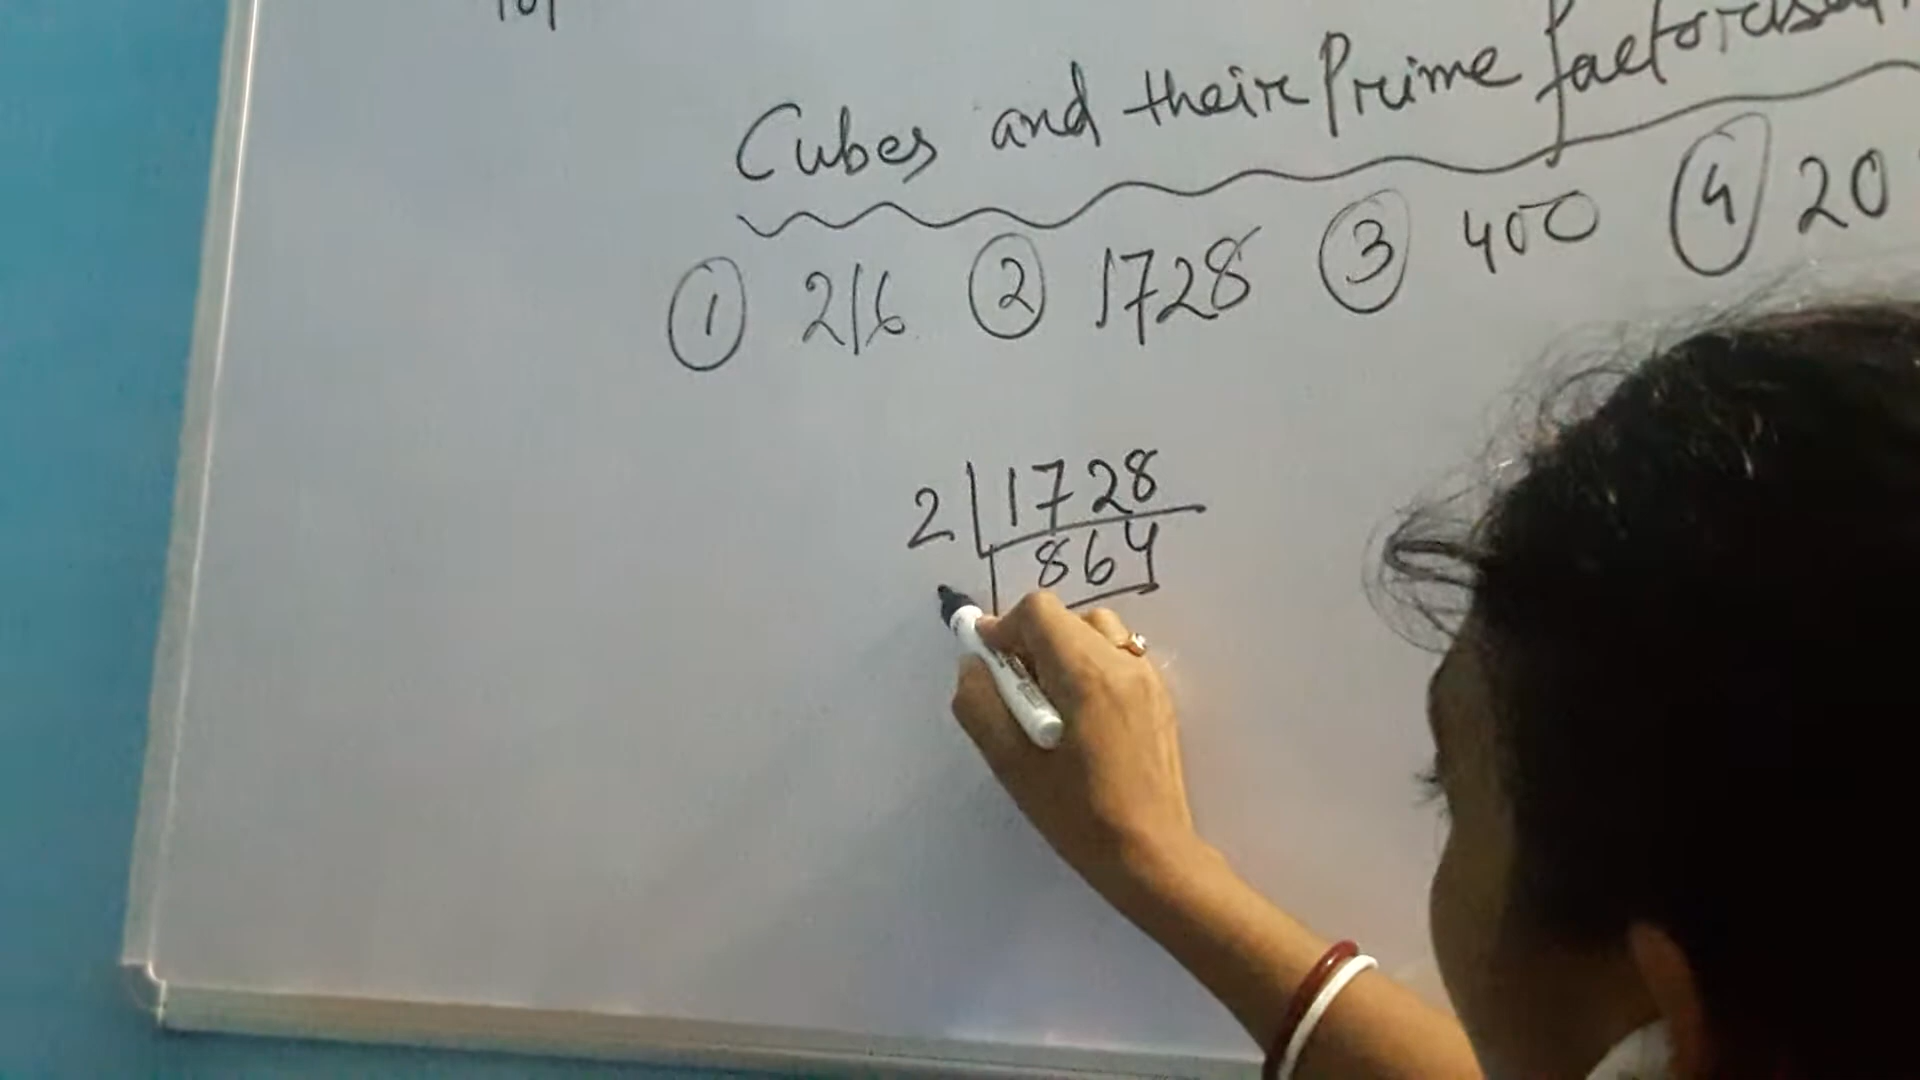 Cubes and their Prime
① 216 ② 1728 ③ 400 ④ 20
2 1728
864